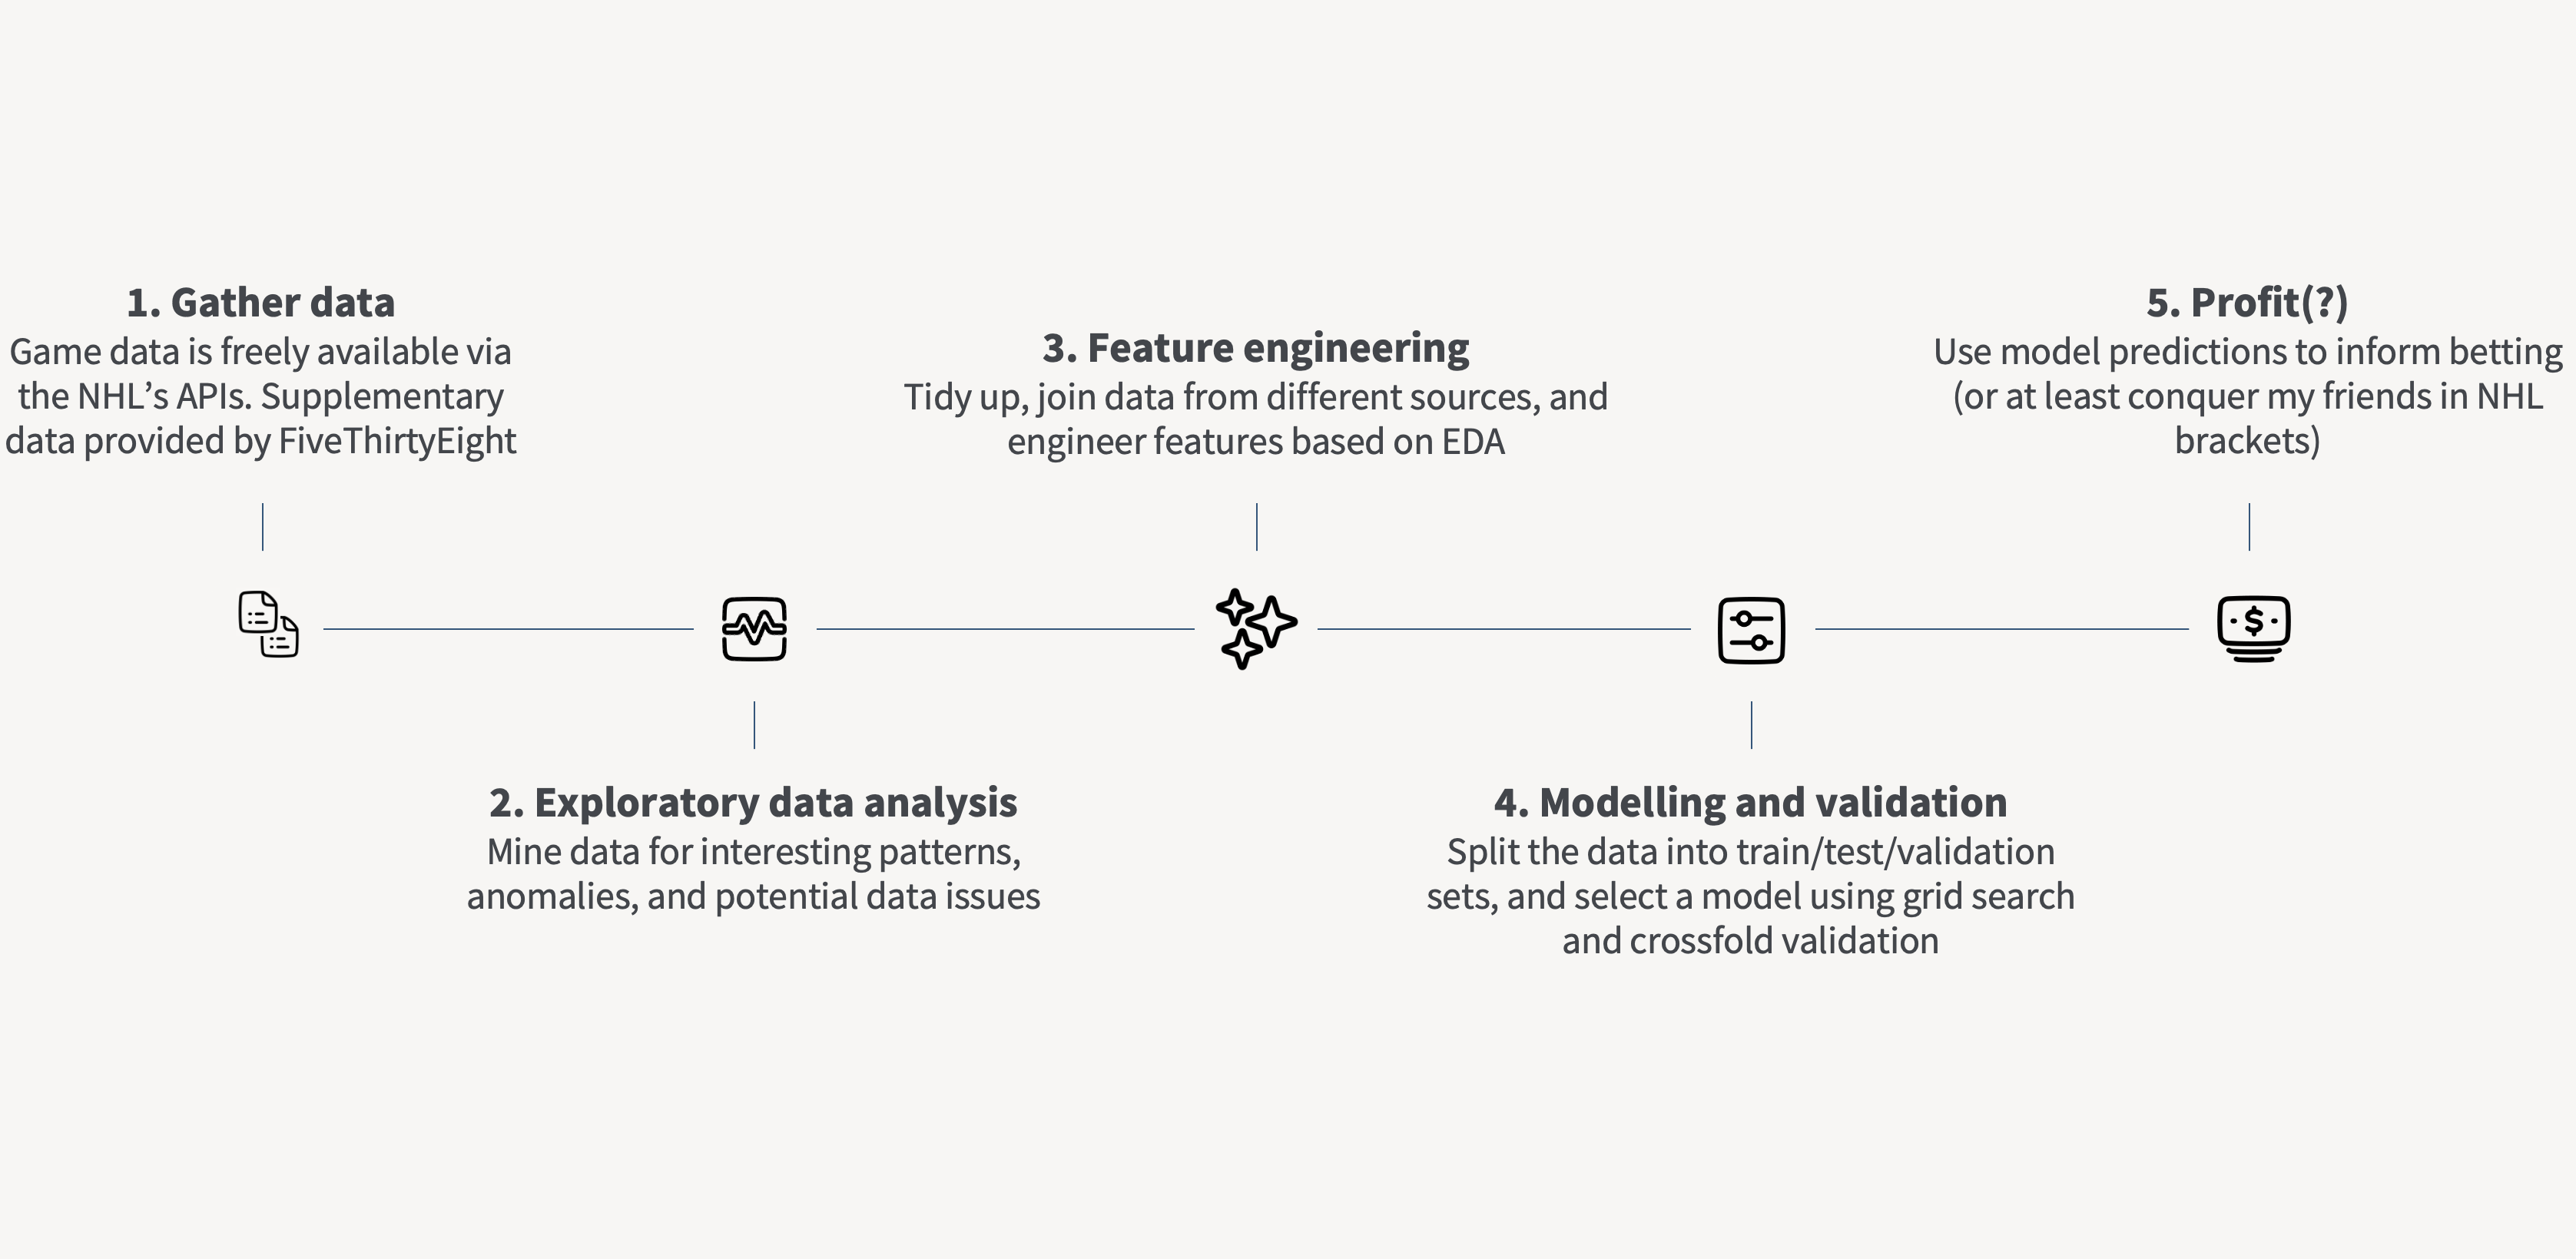 1. Gather data
Game data is freely available via
the NHL’s APIs. Supplementary
data provided by FiveThirtyEight
2. Exploratory data analysis
Mine data for interesting patterns,
anomalies, and potential data issues
3. Feature engineering
Tidy up, join data from different sources, and
engineer features based on EDA
4. Modelling and validation
Split the data into train/test/validation
sets, and select a model using grid search
and crossfold validation
5. Profit(?)
Use model predictions to inform betting
(or at least conquer my friends in NHL
brackets)
$